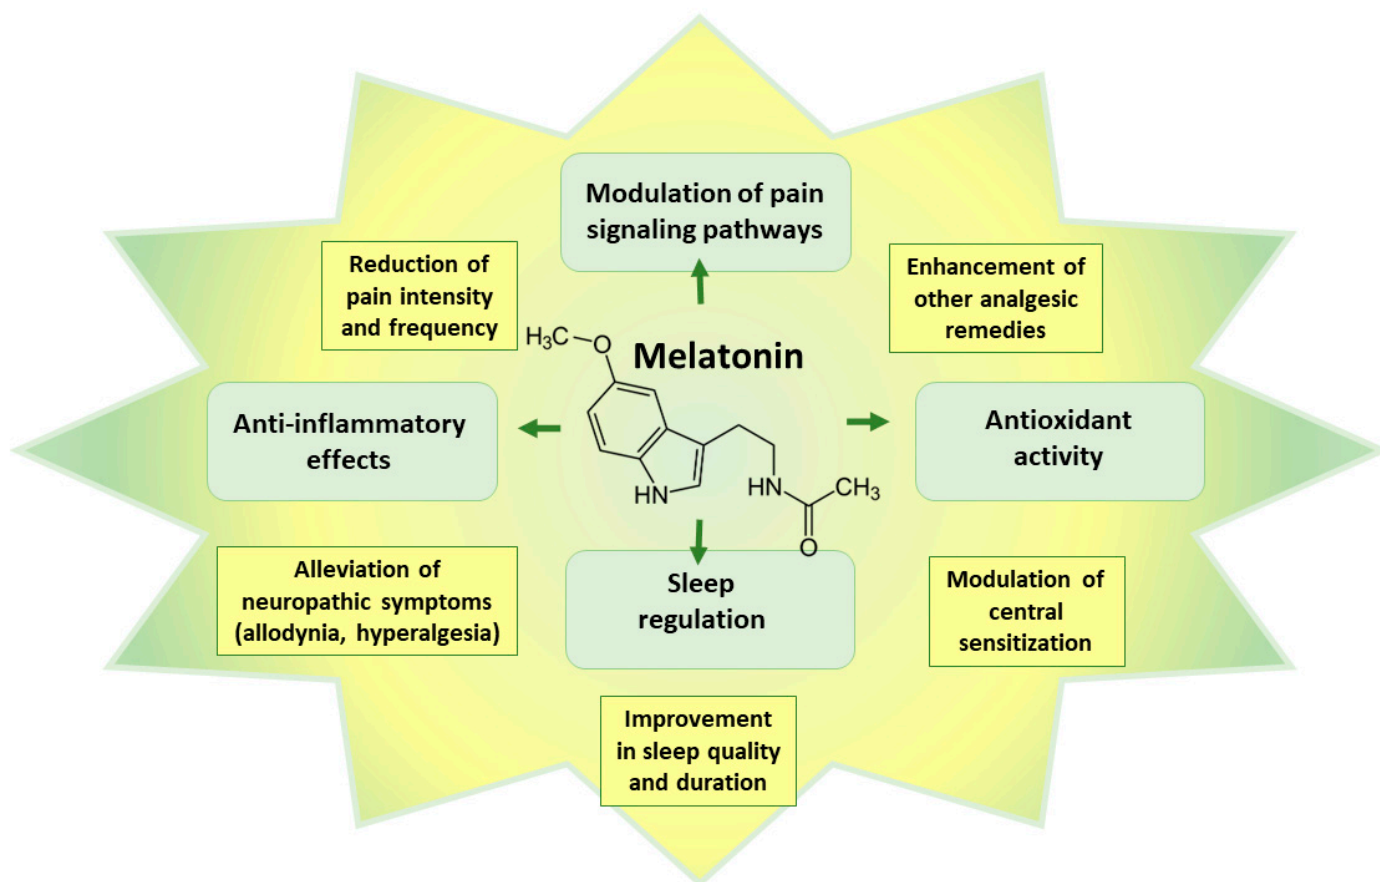 Modulation of pain
signaling pathways
Reduction of
pain intensity
and frequency
Enhancement of
other analgesic
remedies
H₃C
O
Melatonin
Anti-inflammatory
effects
Antioxidant
activity
HN
HN
CH₃
O
Alleviation of
neuropathic symptoms
(allodynia, hyperalgesia)
Sleep
regulation
Modulation of
central
sensitization
Improvement
in sleep quality
and duration